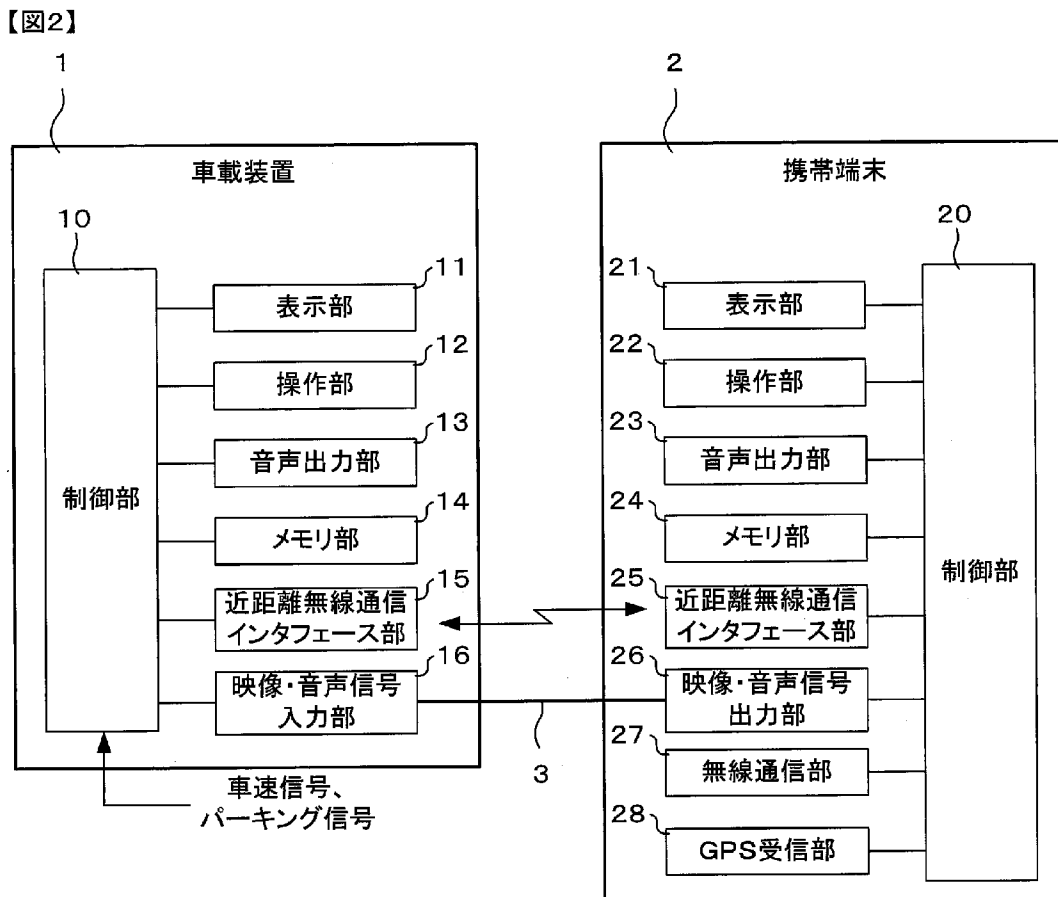 【図2】
1
車載装置
10
制御部
11
表示部
12
操作部
13
音声出力部
14
メモリ部
15
近距離無線通信
インタフェース部
16
映像・音声信号
入力部
車速信号、
パーキング信号
3
2
携帯端末
20
制御部
21
表示部
22
操作部
23
音声出力部
24
メモリ部
25
近距離無線通信
インタフェース部
26
映像・音声信号
出力部
27
無線通信部
28
GPS受信部